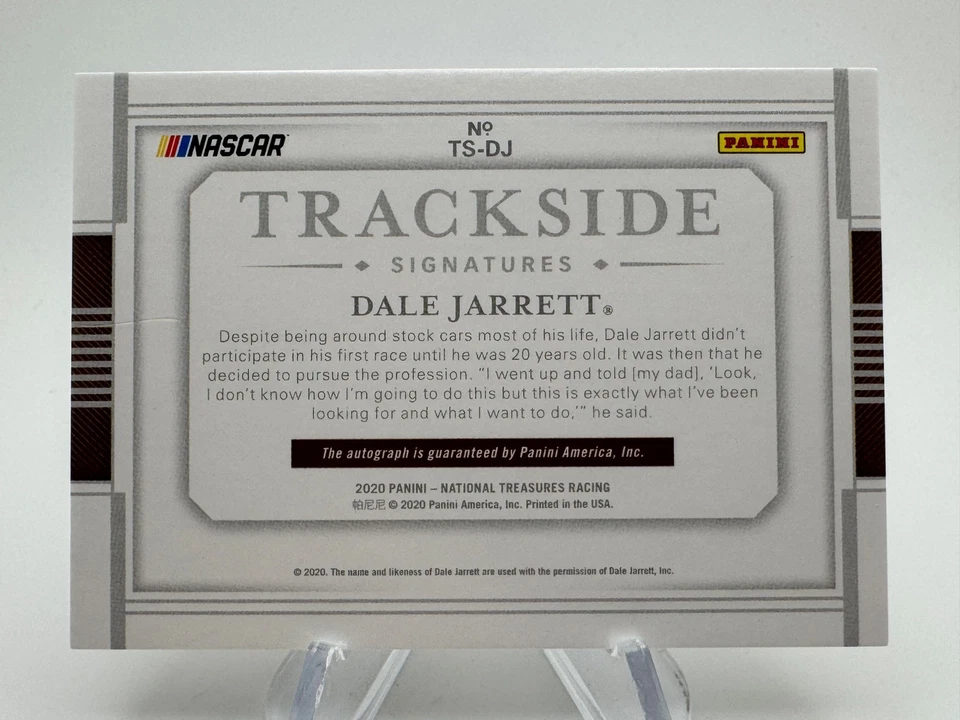 NASCAR
Nº
TS-DJ
PANINI
TRACKSIDE
SIGNATURES
DALE JARRETT®
Despite being around stock cars most of his life, Dale Jarrett didn't
participate in his first race until he was 20 years old. It was then that he
decided to pursue the profession. "I went up and told [my dad], 'Look,
I don't know how I'm going to do this but this is exactly what I've been
looking for and what I want to do,'" he said.
The autograph is guaranteed by Panini America, Inc.
2020 PANINI – NATIONAL TREASURES RACING
帕尼尼 © 2020 Panini America, Inc. Printed in the USA.
© 2020. The name and likeness of Dale Jarrett are used with the permission of Dale Jarrett, Inc.